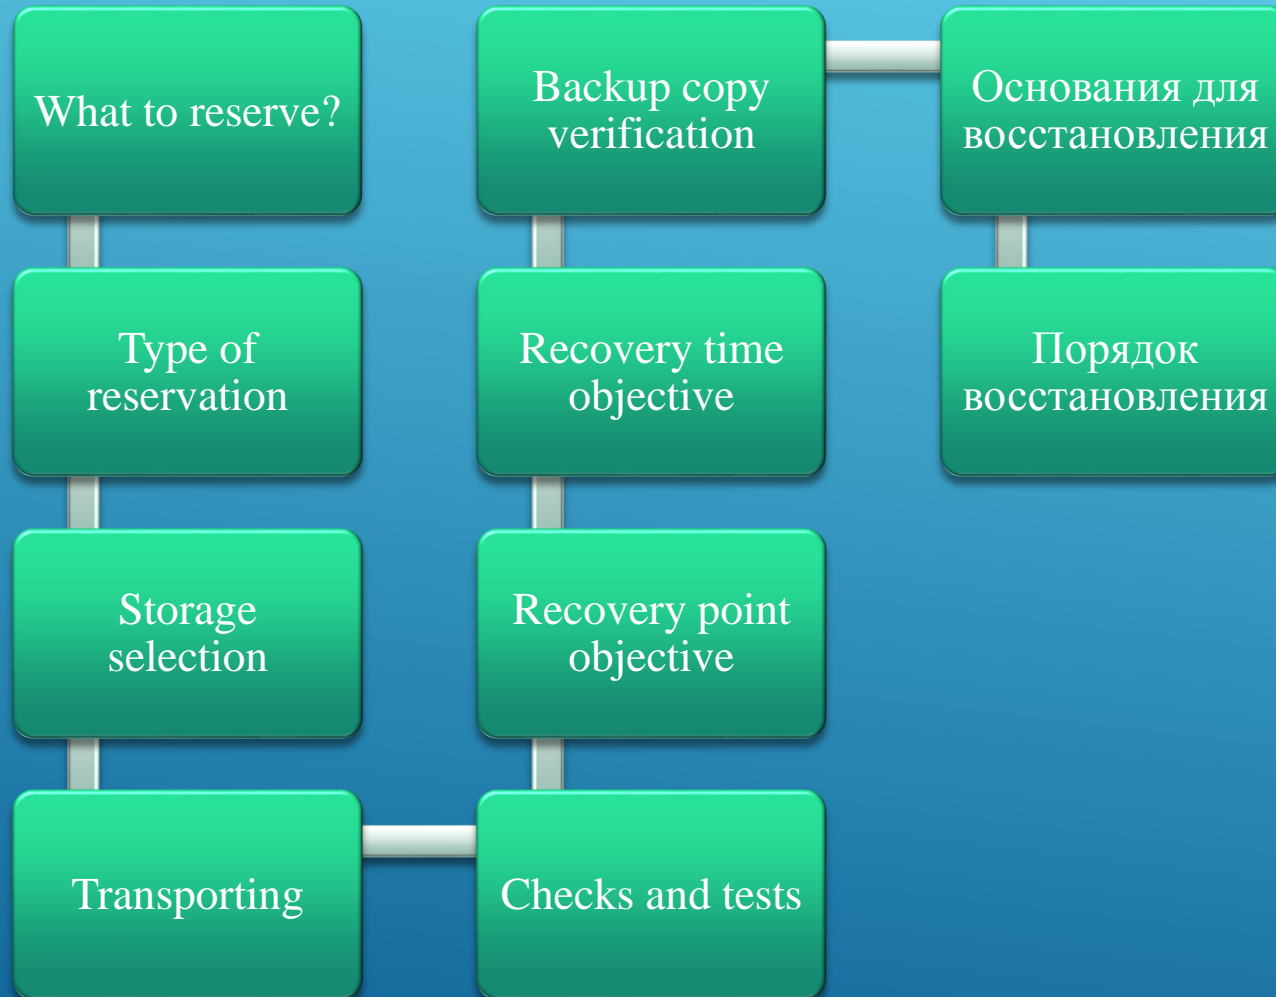 What to reserve?
Type of
reservation
Storage
selection
Transporting
Checks and tests
Recovery point
objective
Recovery time
objective
Backup copy
verification
Основания для
восстановления
Порядок
восстановления